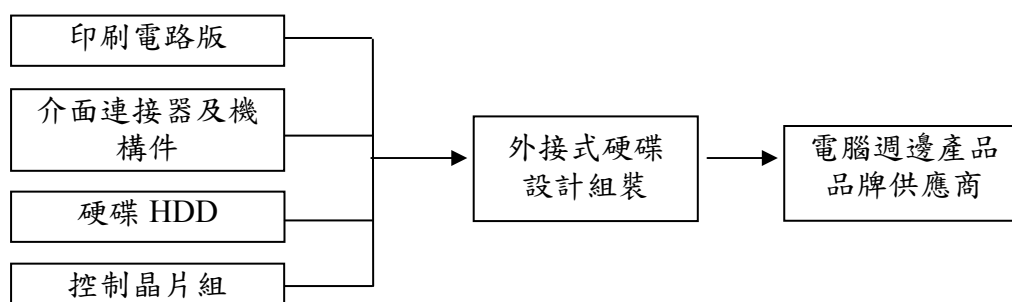 印刷電路版
介面連接器及機
構件
硬碟 HDD
控制晶片組
外接式硬碟
設計組裝
電腦週邊產品
品牌供應商